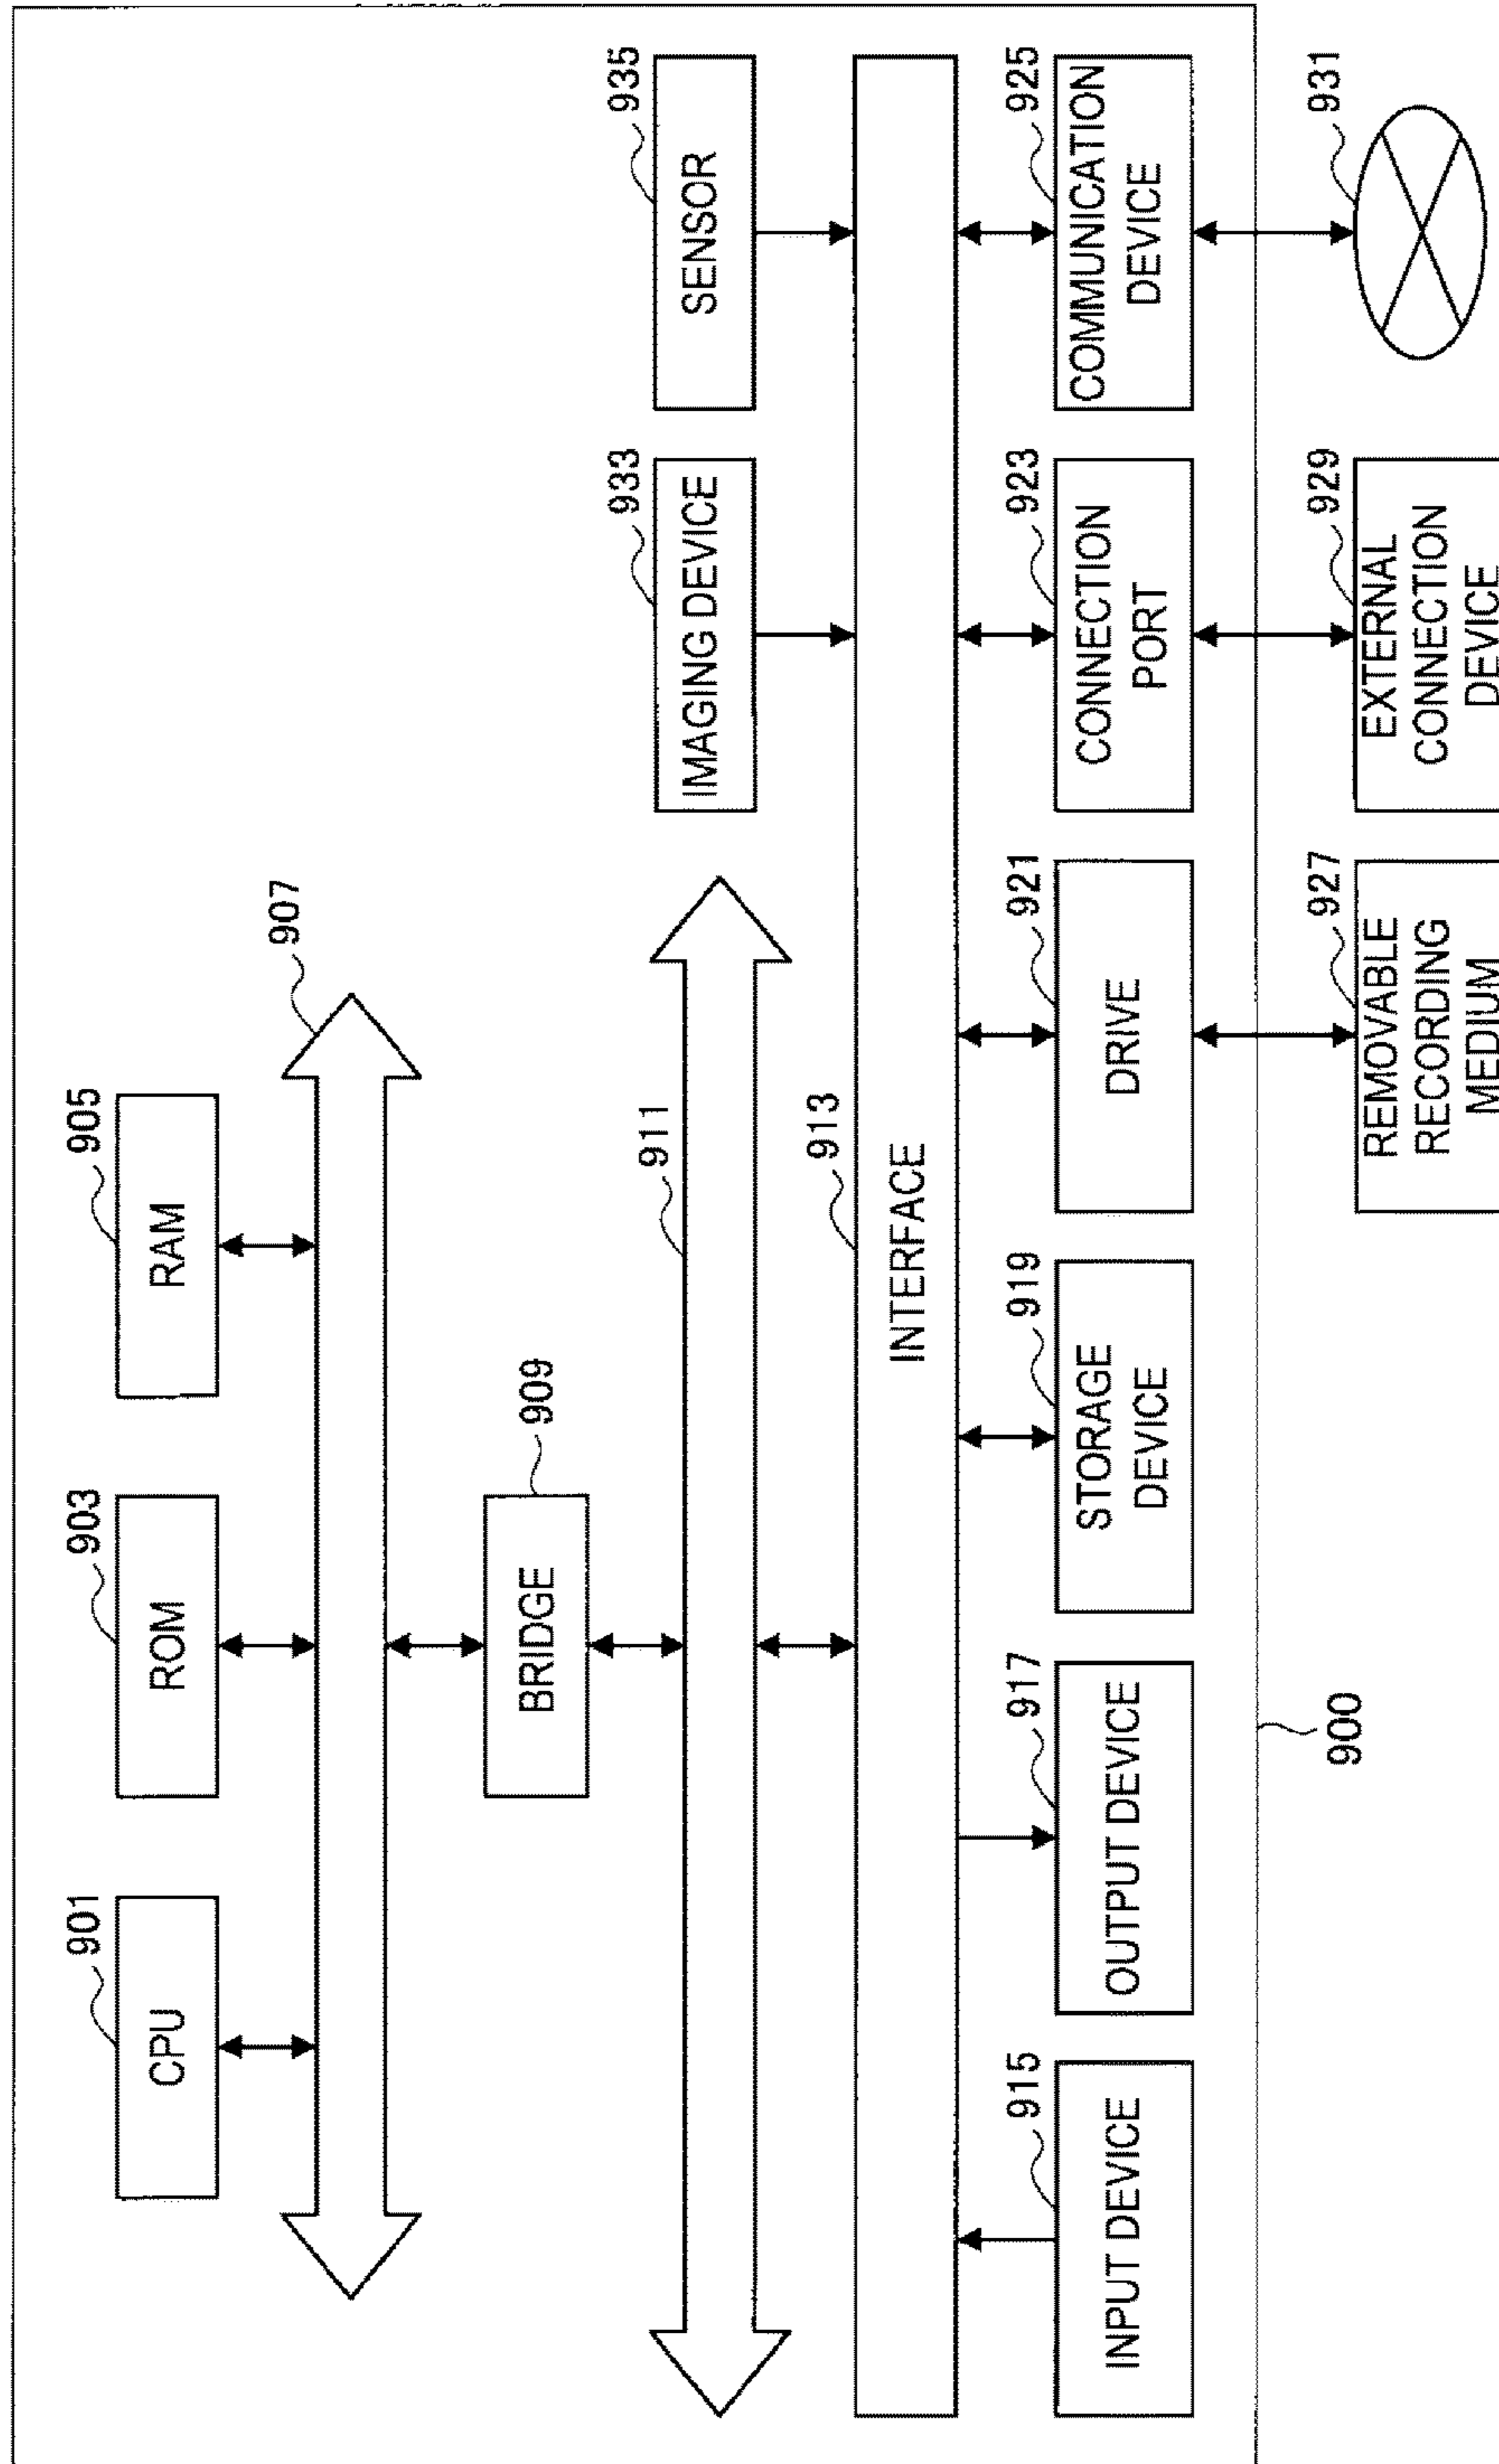 901
CPU
903
ROM
905
RAM
907
909
BRIDGE
911
933
IMAGING DEVICE
935
SENSOR
913
INTERFACE
915
INPUT DEVICE
917
OUTPUT DEVICE
919
STORAGE
DEVICE
921
DRIVE
923
CONNECTION
PORT
925
COMMUNICATION
DEVICE
900
927
REMOVABLE
RECORDING
MEDIUM
929
EXTERNAL
CONNECTION
DEVICE
931